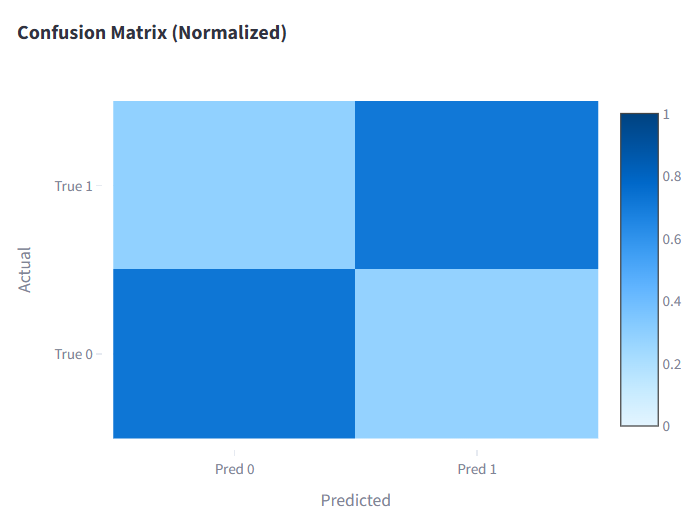 Confusion Matrix (Normalized)
True 1
True 0
Actual
Pred 0
Pred 1
Predicted
1
0.8
0.6
0.4
0.2
0